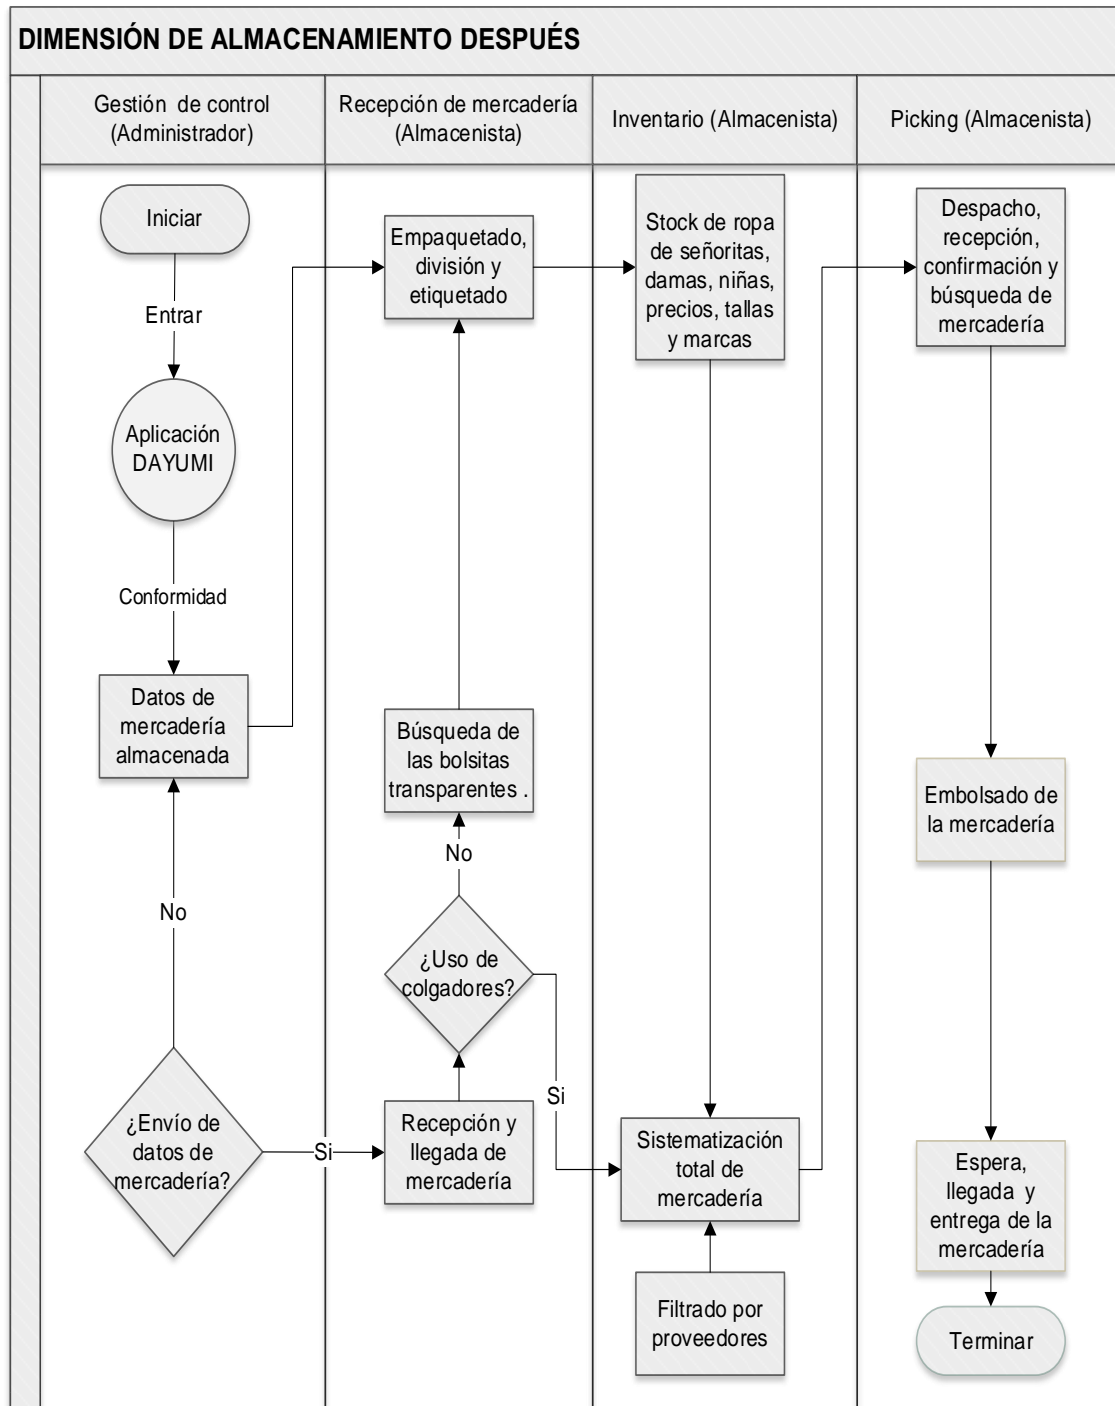 DIMENSIÓN DE ALMACENAMIENTO DESPUÉS
Gestión de control
(Administrador)
Recepción de mercadería
(Almacenista)
Inventario (Almacenista)
Picking (Almacenista)
Iniciar
Entrar
Aplicación
DAYUMI
Conformidad
Datos de
mercadería
almacenada
No
¿Envío de
datos de
mercadería?
Si
Empaquetado,
división y
etiquetado
Búsqueda de
las bolsitas
transparentes .
No
¿Uso de
colgadores?
Si
Recepción y
llegada de
mercadería
Stock de ropa
de señoritas,
damas, niñas,
precios, tallas
y marcas
Sistematización
total de
mercadería
Filtrado por
proveedores
Despacho,
recepción,
confirmación y
búsqueda de
mercadería
Embolsado de
la mercadería
Espera,
llegada y
entrega de la
mercadería
Terminar